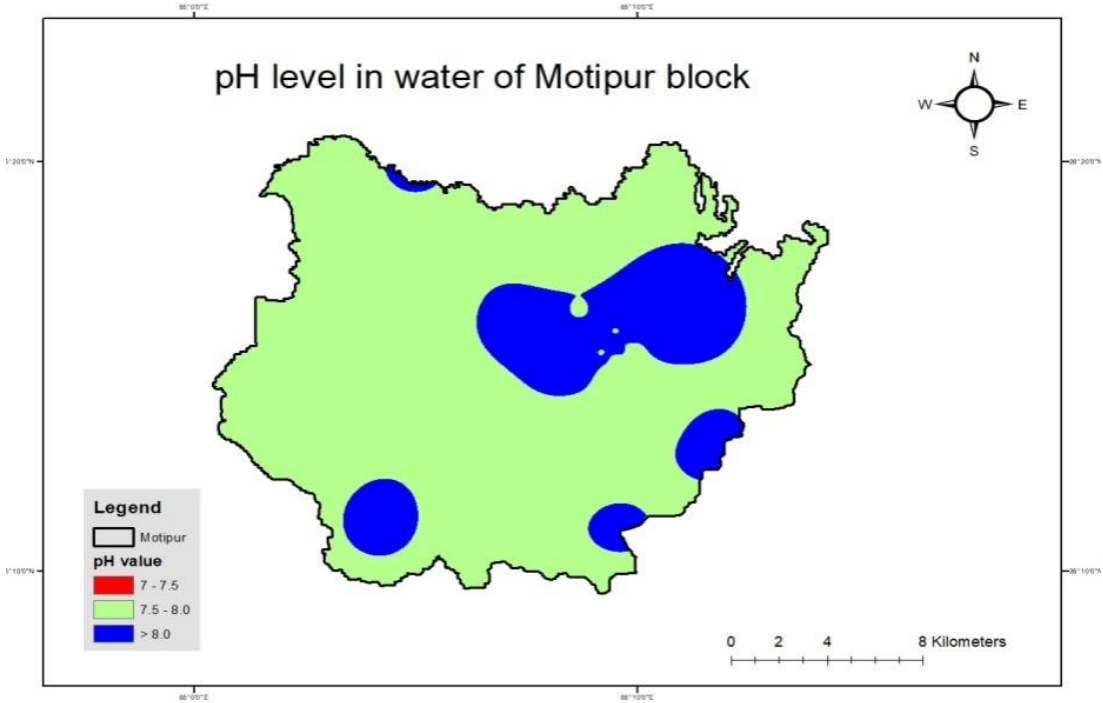 pH level in water of Motipur block
N
W E
S
Legend
Motipur
pH value
7 - 7.5
7.5 - 8.0
> 8.0
0 2 4 8 Kilometers